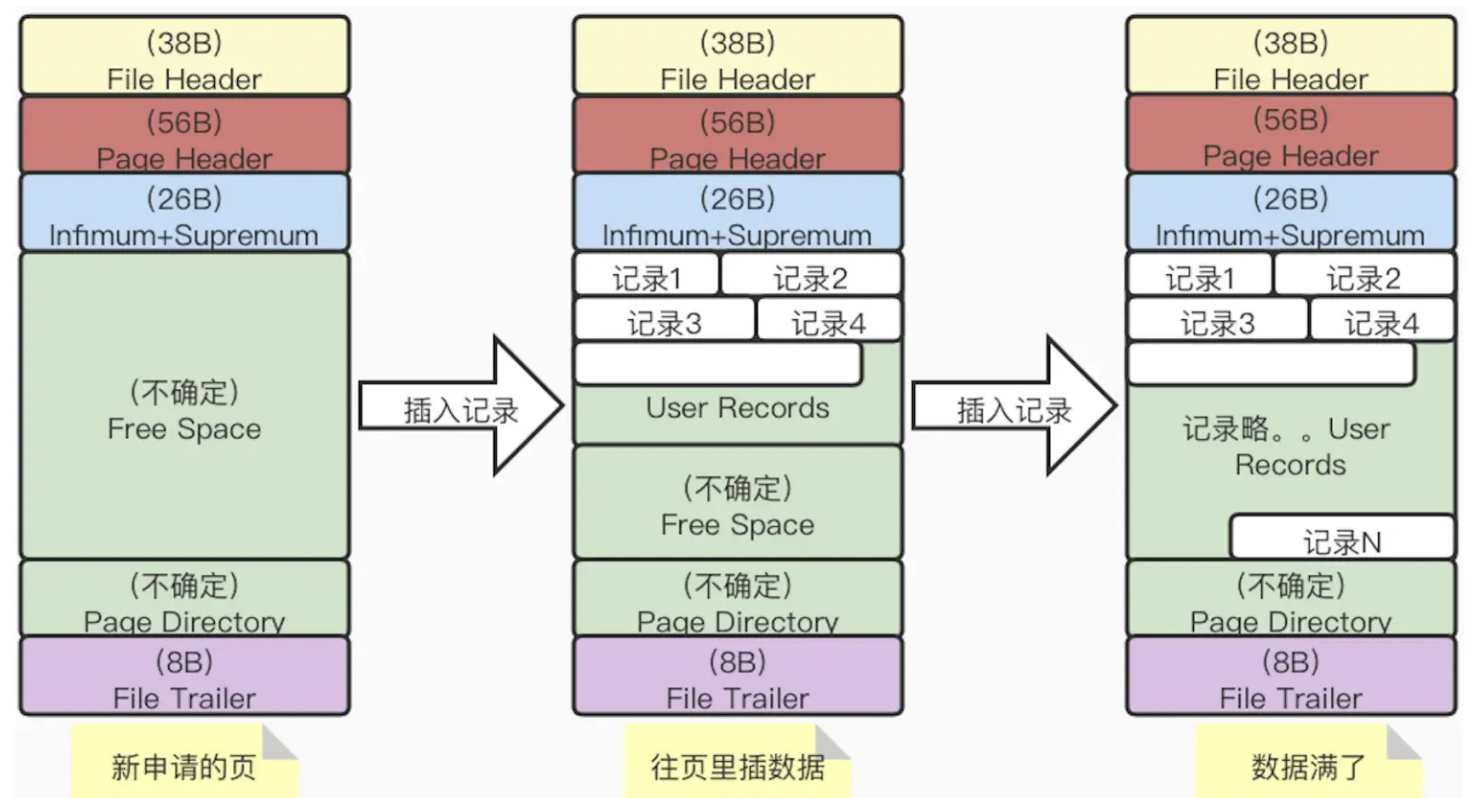 (38B)
File Header
(56B)
Page Header
(26B)
Infimum+Supremum
(不确定)
Free Space
(不确定)
Page Directory
(8B)
File Trailer
新申请的页
插入记录
(38B)
File Header
(56B)
Page Header
(26B)
Infimum+Supremum
记录1
记录2
记录3
记录4
User Records
(不确定)
Free Space
(不确定)
Page Directory
(8B)
File Trailer
往页里插数据
插入记录
(38B)
File Header
(56B)
Page Header
(26B)
Infimum+Supremum
记录1
记录2
记录3
记录4
记录略。。User
Records
记录N
(不确定)
Page Directory
(8B)
File Trailer
数据满了